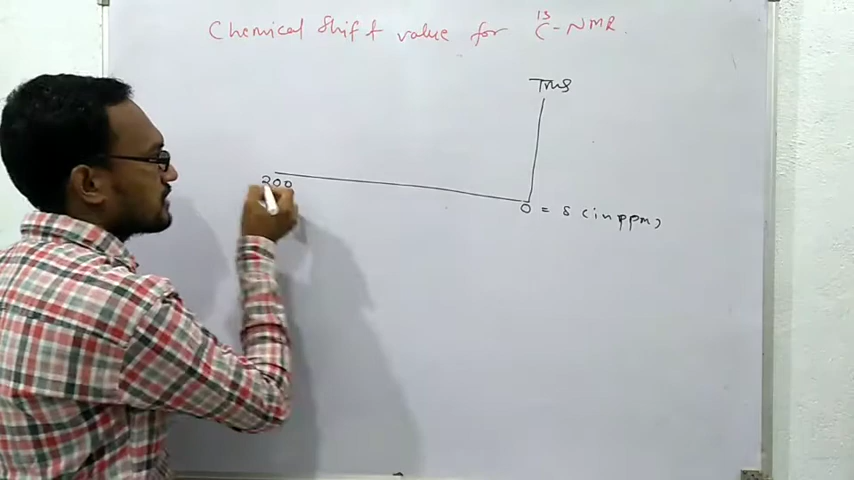 Chemical Shift value for 13C-NMR.
TMS
200
0 = δ (in ppm)